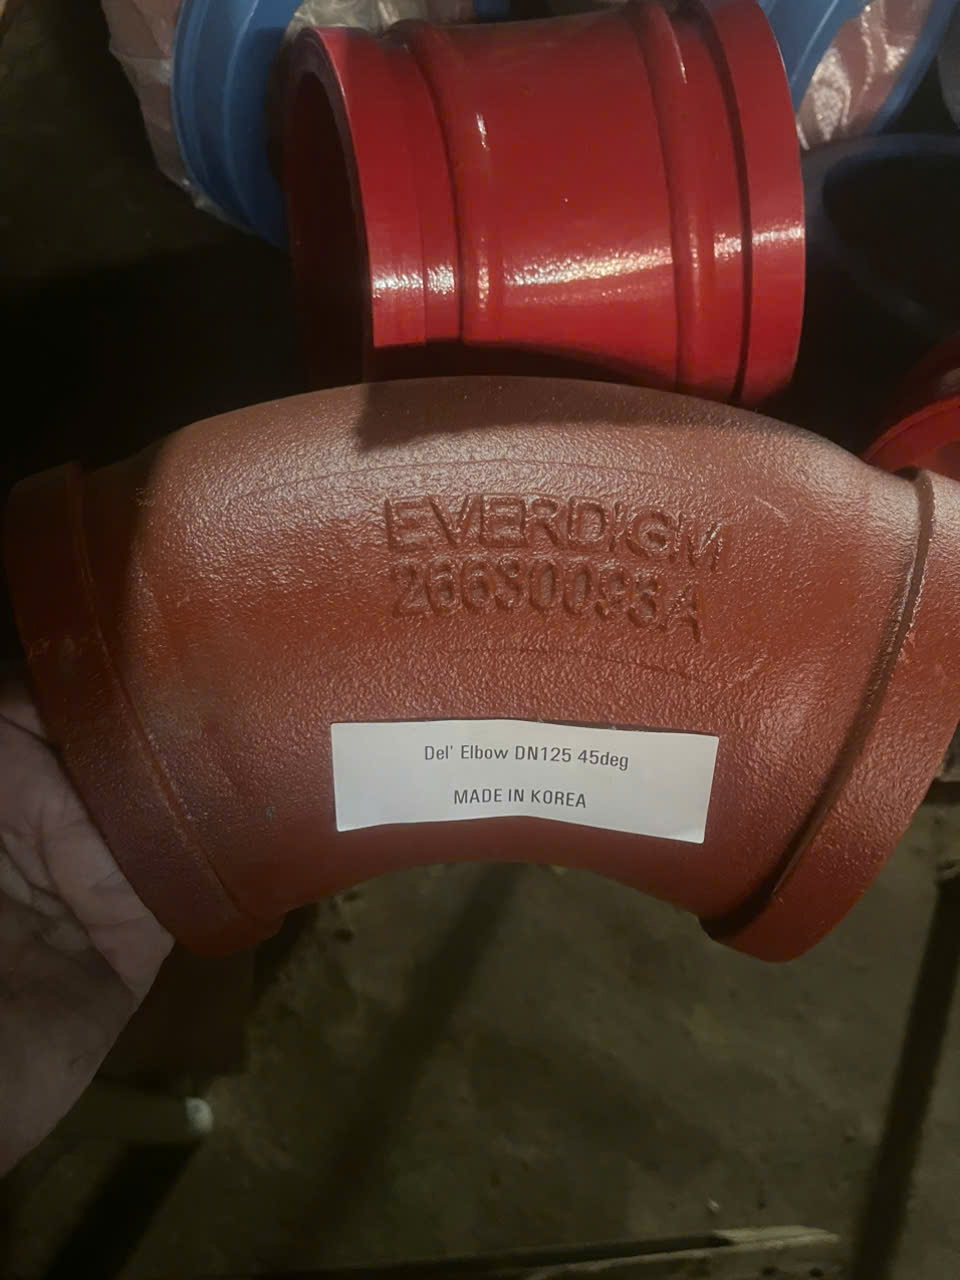 EVERDIGM
26630093A
Del' Elbow DN125 45deg
MADE IN KOREA